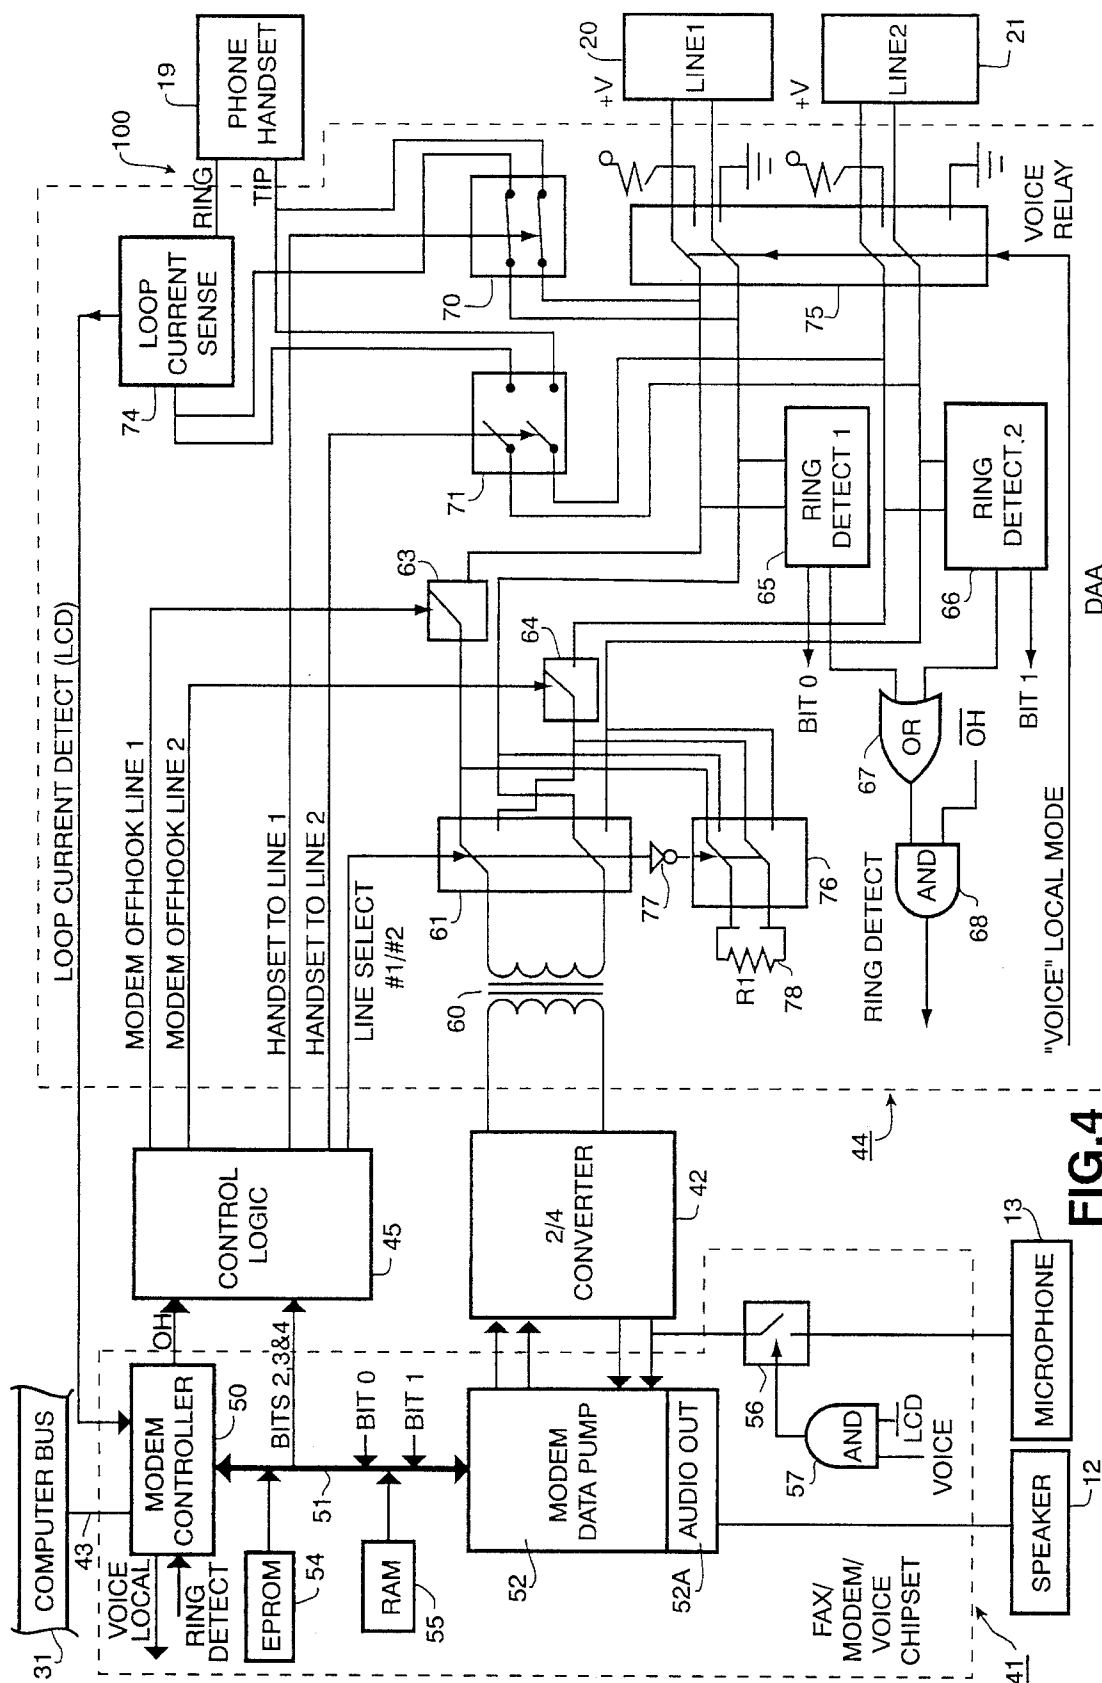 COMPUTER BUS
31
43
VOICE
LOCAL
RING
DETECT
MODEM
CONTROLLER
50
OH
BITS 2,3&4
EPROM
54
RAM
55
51
BIT 0
BIT 1
MODEM
DATA PUMP
52
AUDIO OUT
52A
FAX/
MODEM/
VOICE
CHIPSET
41
SPEAKER
12
MICROPHONE
13
AND
57
VOICE
LCD
56
CONTROL
LOGIC
45
2/4
CONVERTER
42
44
LOOP CURRENT DETECT (LCD)
MODEM OFFHOOK LINE 1
MODEM OFFHOOK LINE 2
HANDSET TO LINE 1
HANDSET TO LINE 2
LINE SELECT
#1/#2
60
61
63
64
77
76
R1
78
RING DETECT
AND
68
OR
67
OH
BIT 0
BIT 1
"VOICE" LOCAL MODE
DAA
RING
DETECT 1
65
RING
DETECT, 2
66
71
70
74
LOOP
CURRENT
SENSE
RING
TIP
100
19
PHONE
HANDSET
75
VOICE
RELAY
+V
20
LINE1
+V
LINE2
21
FIG.4